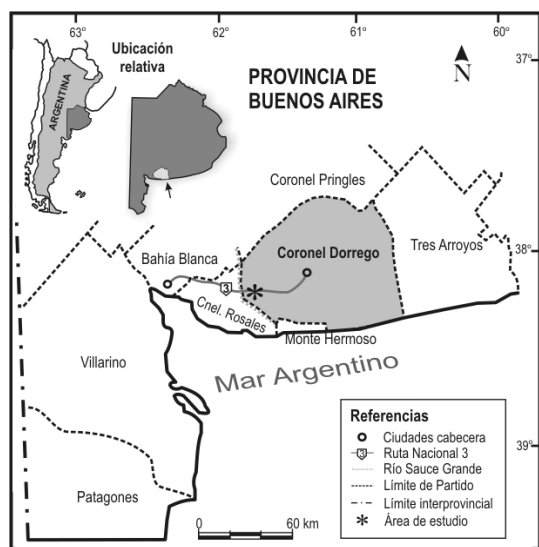 63°
62°
61°
60°
37°
38°
39°
Ubicación
relativa
ARGENTINA
PROVINCIA DE
BUENOS AIRES
N
Coronel Pringles
Tres Arroyos
Bahía Blanca
Coronel Dorrego
3
Cnel. Rosales
Monte Hermoso
Villarino
Mar Argentino
Patagones
0
60 km
Referencias
Ciudades cabecera
3 Ruta Nacional 3
Río Sauce Grande
Límite de Partido
Límite interprovincial
Área de estudio